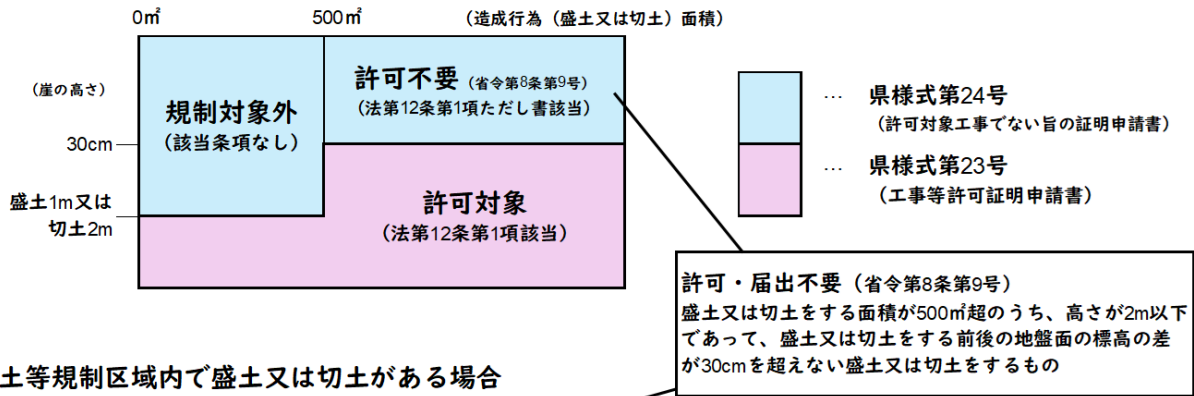 0㎡
500㎡
(造成行為（盛土又は切土）面積)
(崖の高さ)
規制対象外
(該当条項なし)
許可不要 (省令第8条第9号)
(法第12条第1項ただし書該当)
30cm
盛土1m又は
切土2m
許可対象
(法第12条第1項該当)
… 県様式第24号
(許可対象工事でない旨の証明申請書)
… 県様式第23号
(工事等許可証明申請書)
許可・届出不要（省令第8条第9号）
盛土又は切土をする面積が500㎡超のうち、高さが2m以下
であって、盛土又は切土をする前後の地盤面の標高の差
が30cmを超えない盛土又は切土をするもの
土等規制区域内で盛土又は切土がある場合